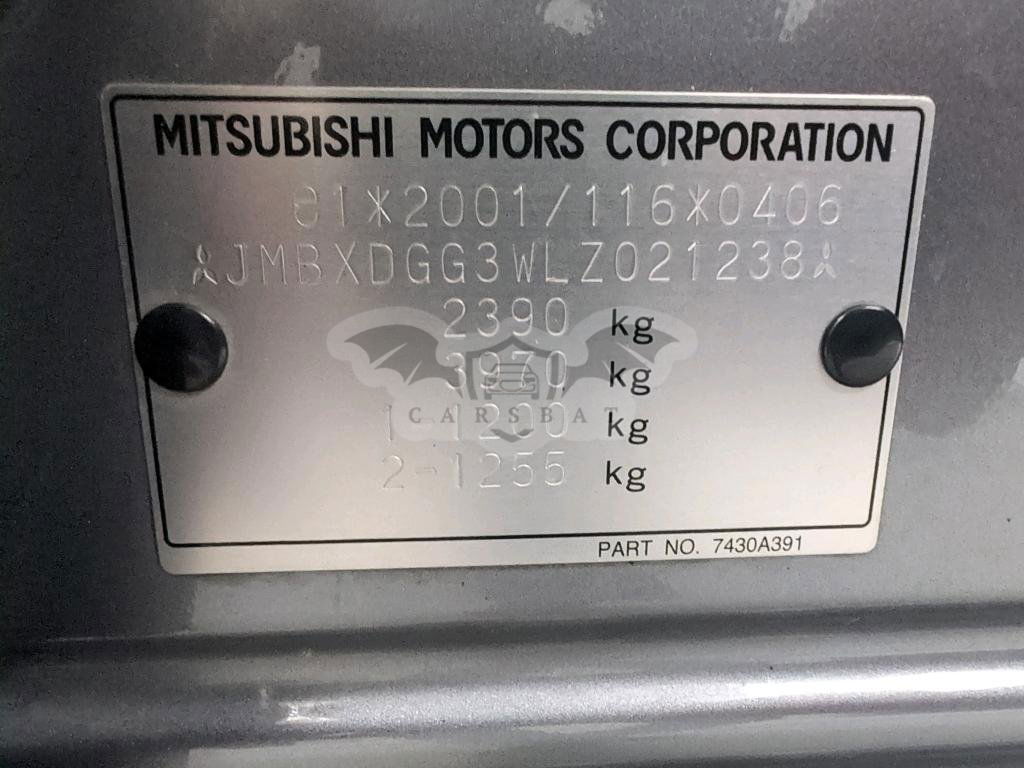 MITSUBISHI MOTORS CORPORATION
e1*2001/116*0406
JMBXDGG3WLZ021238
2390 kg
3970 kg
1-1200 kg
CARSBAT
2-1255 kg
PART NO. 7430A391